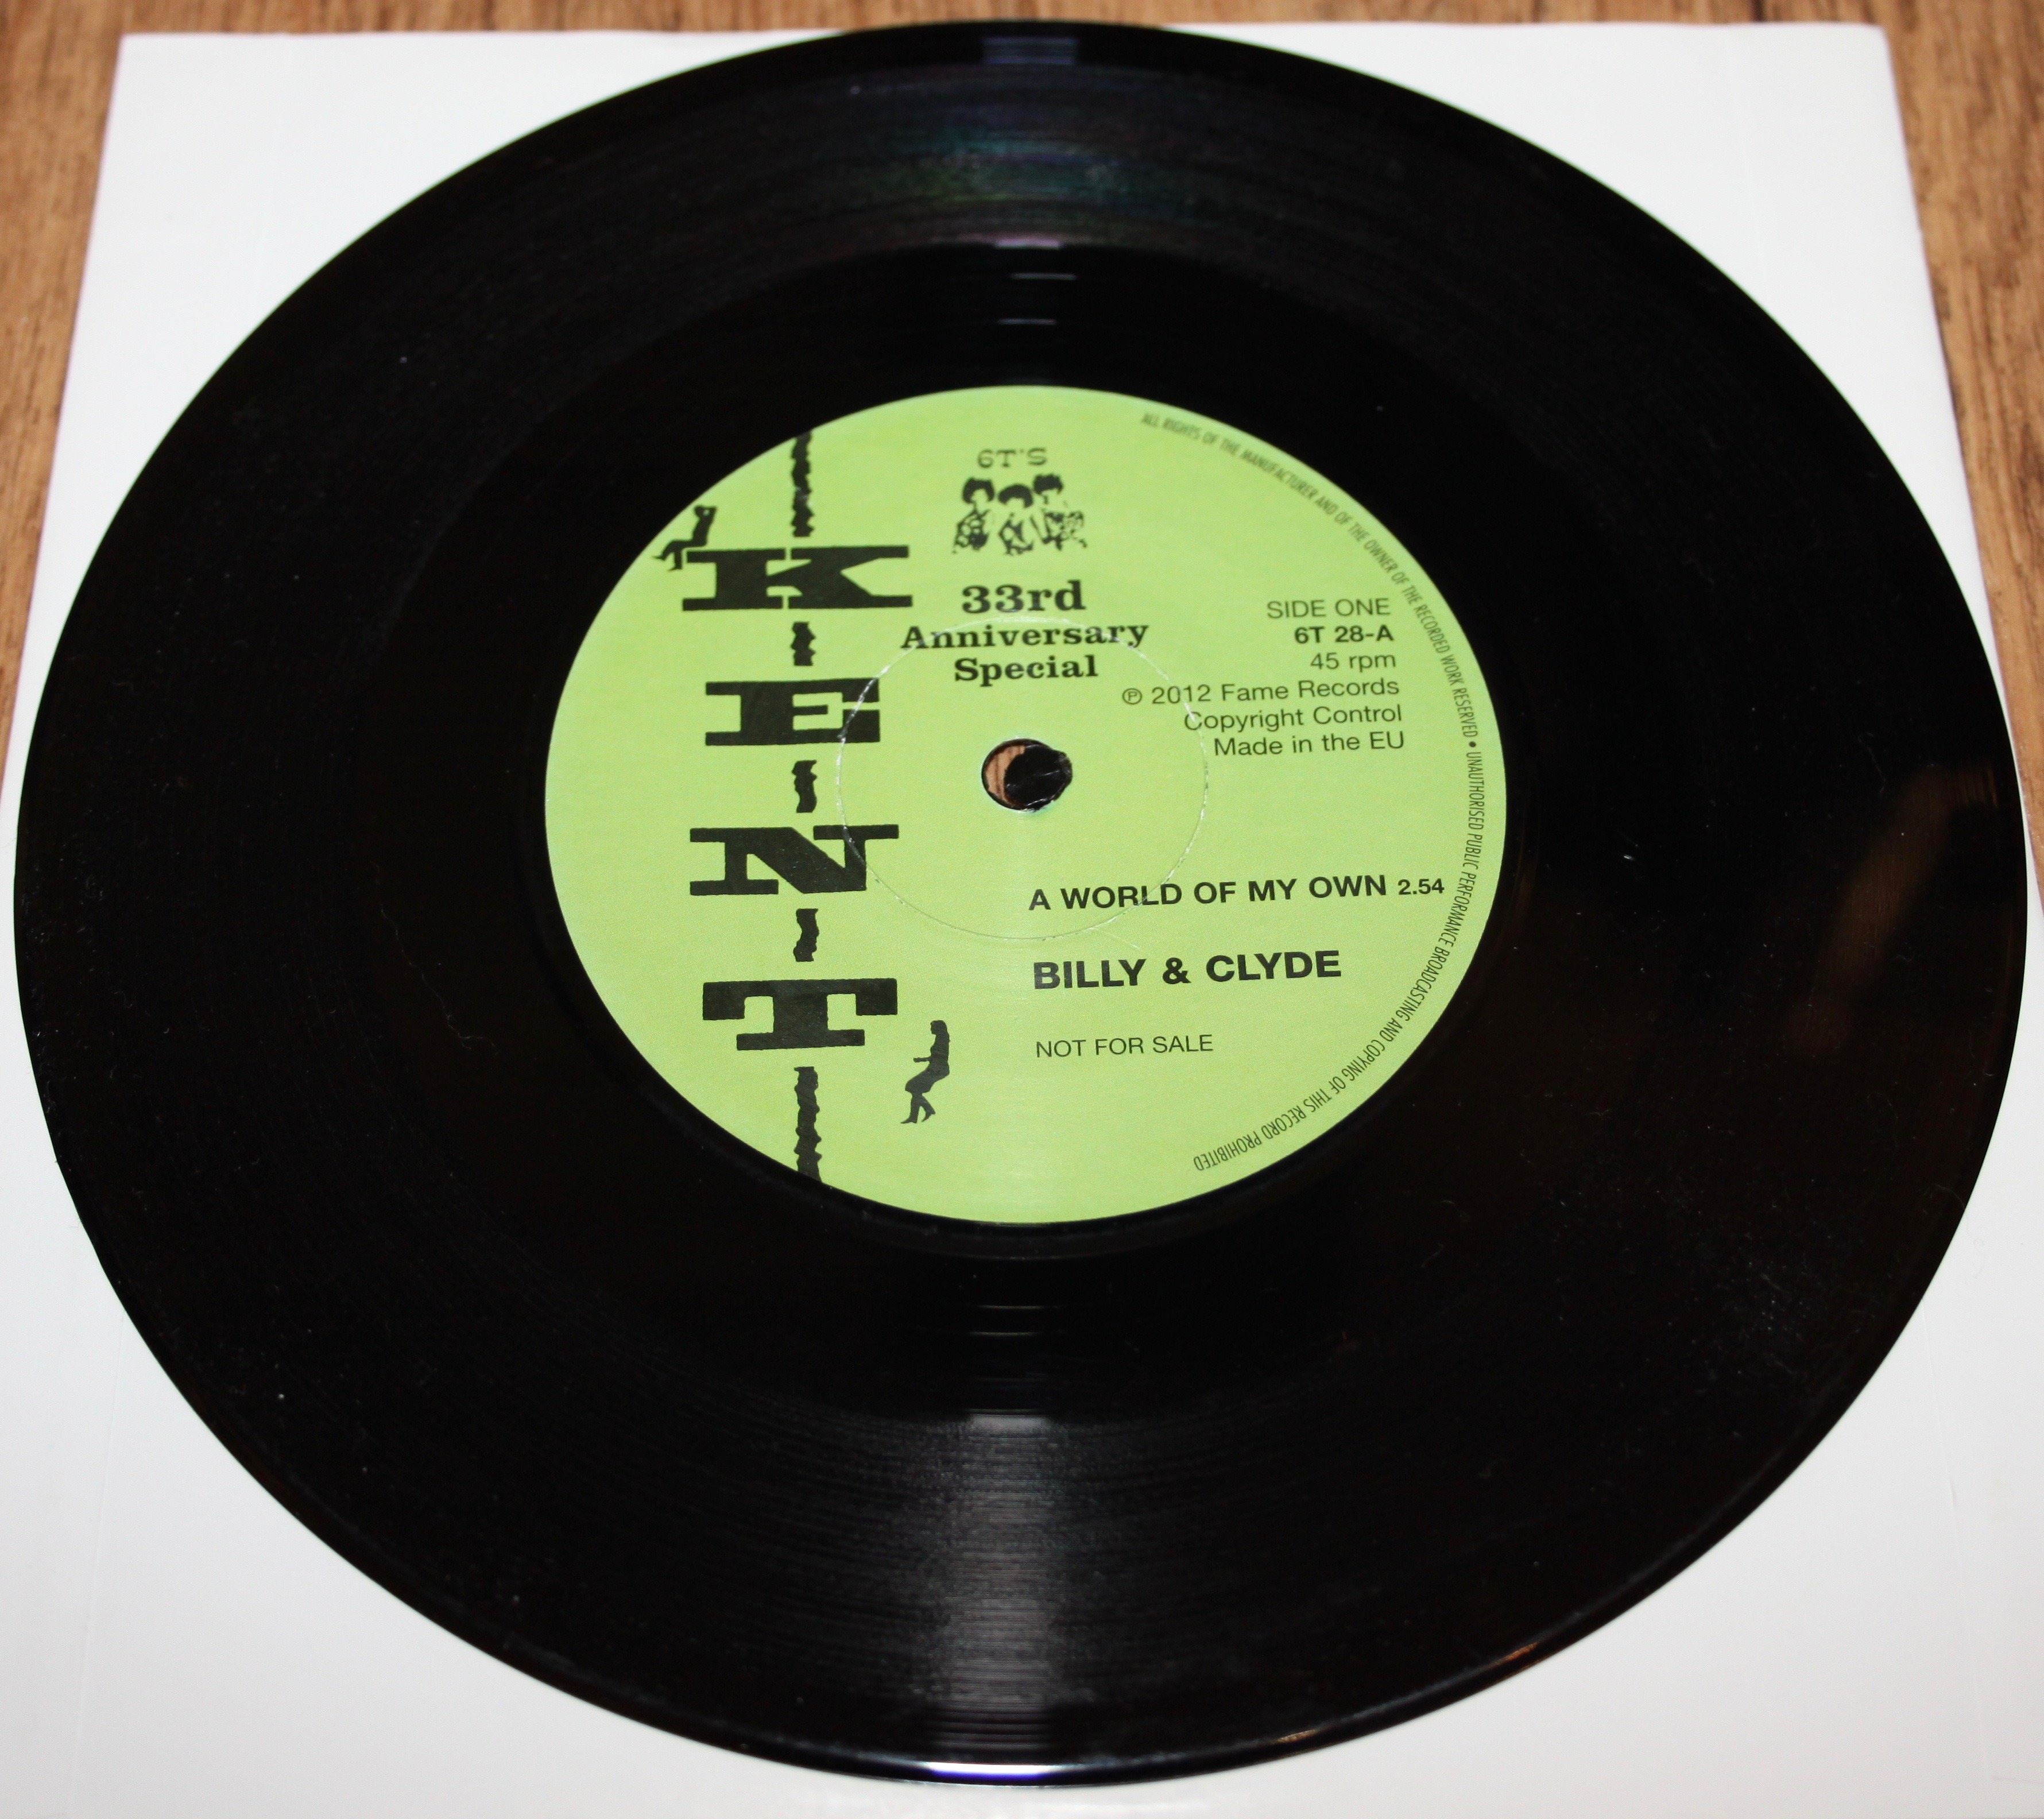 KENT
6T'S
33rd
Anniversary
Special
SIDE ONE
6T 28-A
45 rpm
℗ 2012 Fame Records
Copyright Control
Made in the EU
A WORLD OF MY OWN 2.54
BILLY & CLYDE
NOT FOR SALE
ALL RIGHTS OF THE MANUFACTURER AND OF THE OWNER OF THE RECORDED WORK RESERVED • UNAUTHORISED PUBLIC PERFORMANCE BROADCASTING AND COPYING OF THIS RECORD PROHIBITED